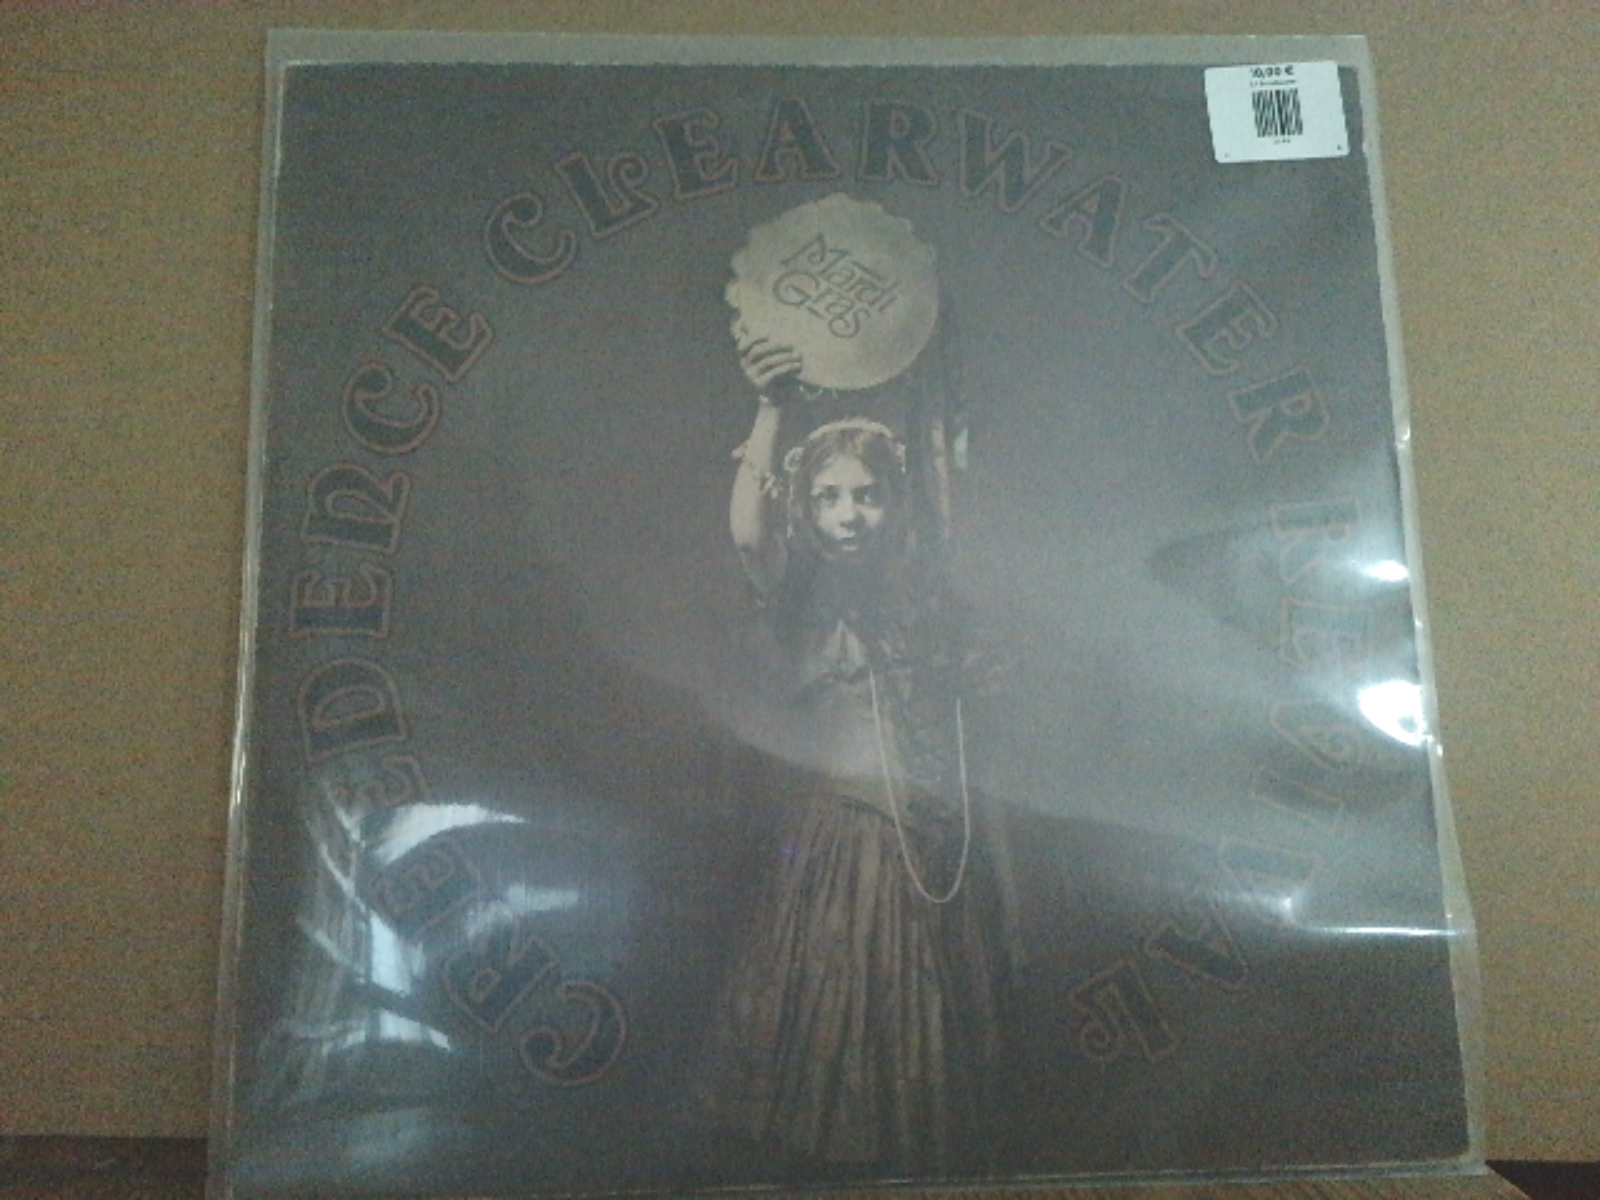 CREEDENCE CLEARWATER REVIVAL
Mardi
Gras
10,00 €